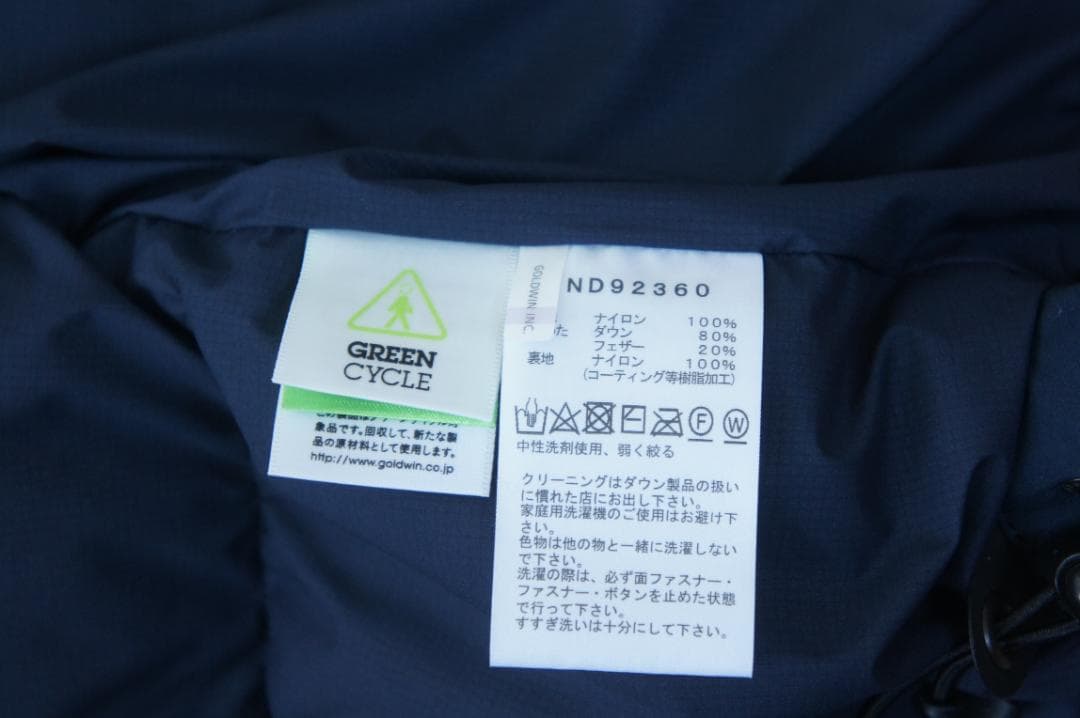 GREEN
CYCLE
象品です。回収して、新たな製
品の原材料として使用します。
http://www.goldwin.co.jp
GOLDWIN INC.
ND92360
ナイロン 100%
ダウン 80%
フェザー 20%
裏地 ナイロン 100%
(コーティング等樹脂加工)
F W
中性洗剤使用、弱く絞る
クリーニングはダウン製品の扱い
に慣れた店にお出し下さい。
家庭用洗濯機のご使用はお避け下
さい。
色物は他の物と一緒に洗濯しない
で下さい。
洗濯の際は、必ず面ファスナー・
ファスナー・ボタンを止めた状態
で行って下さい。
すすぎ洗いは十分にして下さい。